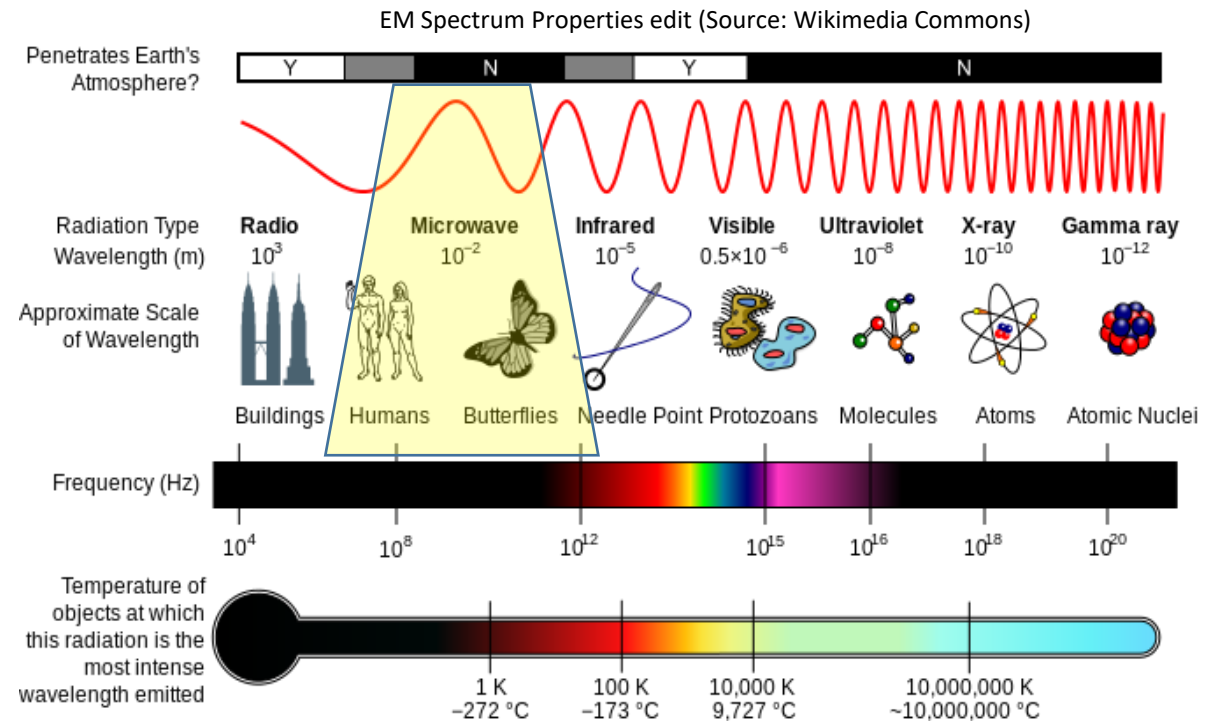 EM Spectrum Properties edit (Source: Wikimedia Commons)
Penetrates Earth's
Atmosphere?
Y N Y N
Radiation Type
Radio Microwave Infrared Visible Ultraviolet X-ray Gamma ray
Wavelength (m)
10³ 10⁻² 10⁻⁵ 0.5×10⁻⁶ 10⁻⁸ 10⁻¹⁰ 10⁻¹²
Approximate Scale
of Wavelength
Buildings Humans Butterflies Needle Point Protozoans Molecules Atoms Atomic Nuclei
Frequency (Hz)
10⁴ 10⁸ 10¹² 10¹⁵ 10¹⁶ 10¹⁸ 10²⁰
Temperature of
objects at which
this radiation is the
most intense
wavelength emitted
1 K 100 K 10,000 K 10,000,000 K
−272 °C −173 °C 9,727 °C ~10,000,000 °C